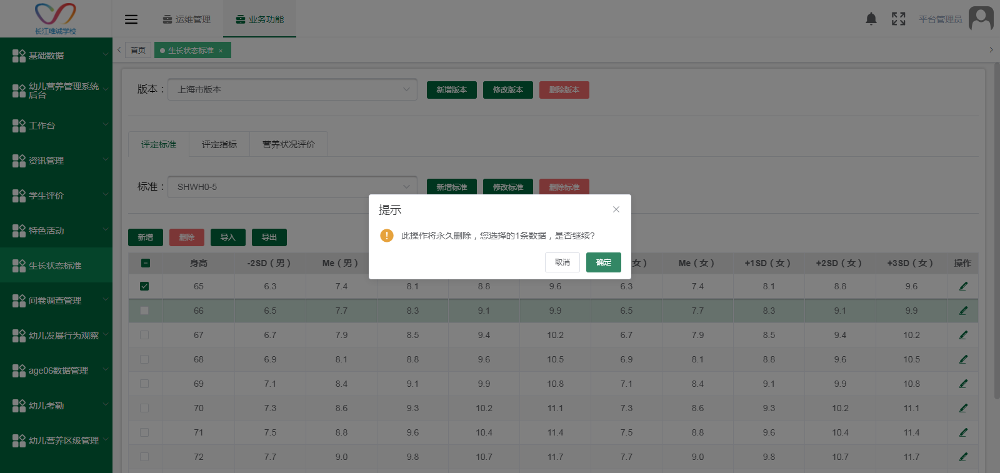 长江唯诚学校
运维管理
业务功能
平台管理员
首页
生长状态标准 ×
基础数据
幼儿营养管理系统
后台
工作台
资讯管理
学生评价
特色活动
生长状态标准
问卷调查管理
幼儿发展行为观察
age06数据管理
幼儿考勤
幼儿营养区级管理
版本： 上海市版本 新增版本 修改版本 删除版本
评定标准 评定指标 营养状况评价
标准： SHWH0-5 新增标准 修改标准 删除标准
提示
此操作将永久删除，您选择的1条数据，是否继续?
取消 确定
新增 删除 导入 导出
身高 -2SD（男） Me（男） 女） Me（女） +1SD（女） +2SD（女） +3SD（女） 操作
65 6.3 7.4 8.1 8.8 9.6 6.3 7.4 8.1 8.8 9.6
66 6.5 7.7 8.3 9.1 9.9 6.5 7.7 8.3 9.1 9.9
67 6.7 7.9 8.5 9.4 10.2 6.7 7.9 8.5 9.4 10.2
68 6.9 8.1 8.8 9.6 10.5 6.9 8.1 8.8 9.6 10.5
69 7.1 8.4 9.1 9.9 10.8 7.1 8.4 9.1 9.9 10.8
70 7.3 8.6 9.3 10.2 11.1 7.3 8.6 9.3 10.2 11.1
71 7.5 8.8 9.6 10.4 11.4 7.5 8.8 9.6 10.4 11.4
72 7.7 9.0 9.8 10.7 11.7 7.7 9.0 9.8 10.7 11.7